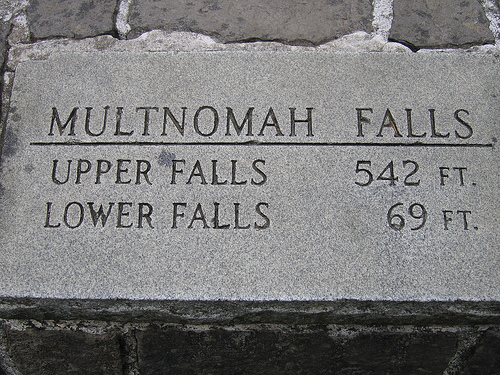 MULTNOMAH FALLS
UPPER FALLS 542 FT.
LOWER FALLS 69 FT.